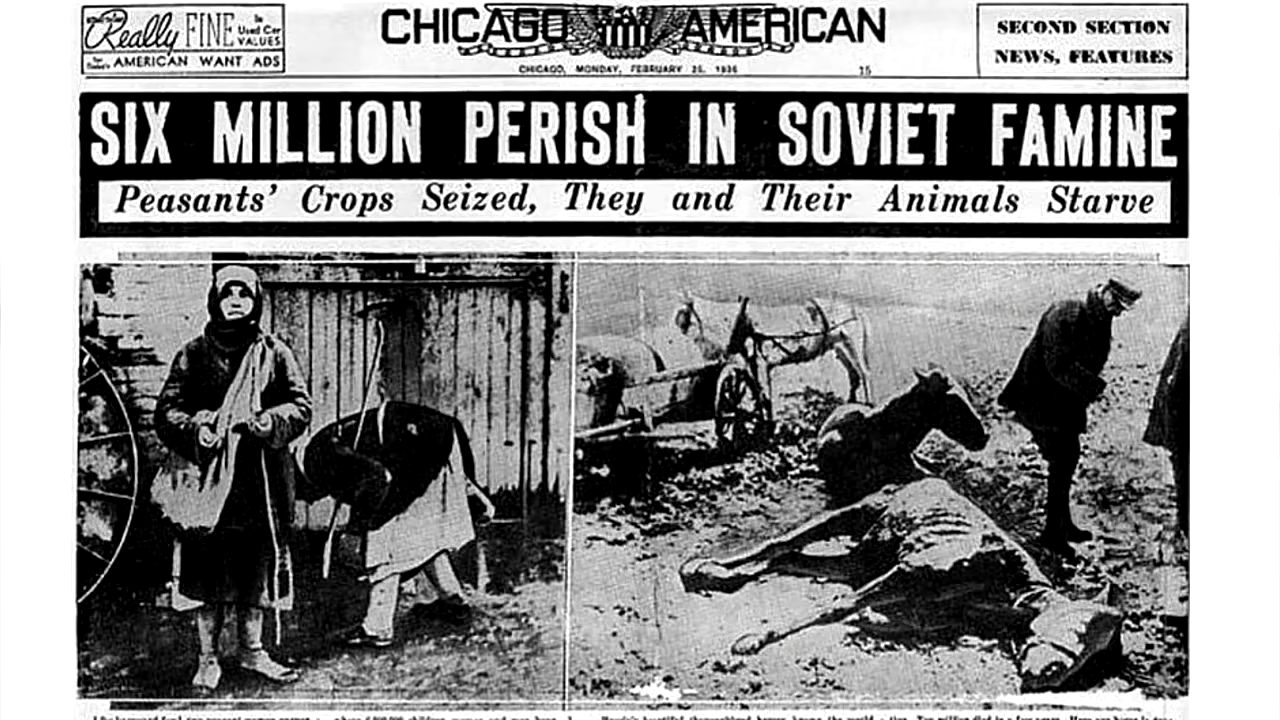 Really FINE In Used Car VALUES
AMERICAN WANT ADS
CHICAGO AMERICAN
CHICAGO, MONDAY, FEBRUARY 25, 1935 15
SECOND SECTION
NEWS, FEATURES
SIX MILLION PERISH IN SOVIET FAMINE
Peasants' Crops Seized, They and Their Animals Starve